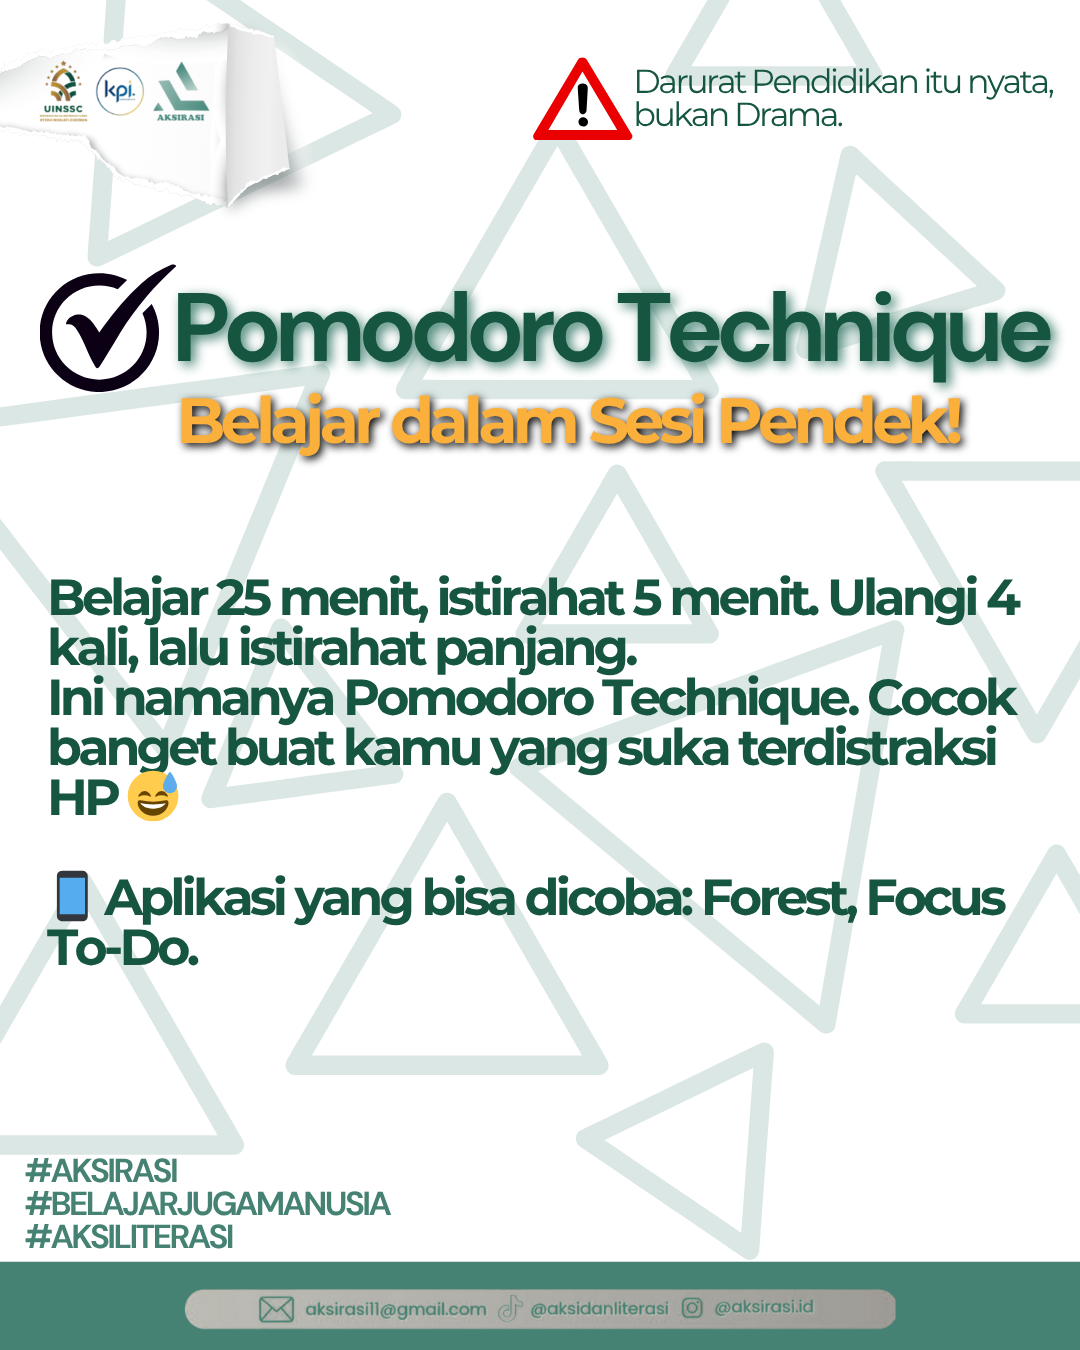 UINSSC
kpi.
AKSIRASI
Darurat Pendidikan itu nyata,
bukan Drama.
Pomodoro Technique
Belajar dalam Sesi Pendek!
Belajar 25 menit, istirahat 5 menit. Ulangi 4
kali, lalu istirahat panjang.
Ini namanya Pomodoro Technique. Cocok
banget buat kamu yang suka terdistraksi
HP 😅
📱 Aplikasi yang bisa dicoba: Forest, Focus
To-Do.
#AKSIRASI
#BELAJARJUGAMANUSIA
#AKSILITERASI
aksirasi11@gmail.com @aksidanliterasi @aksirasi.id